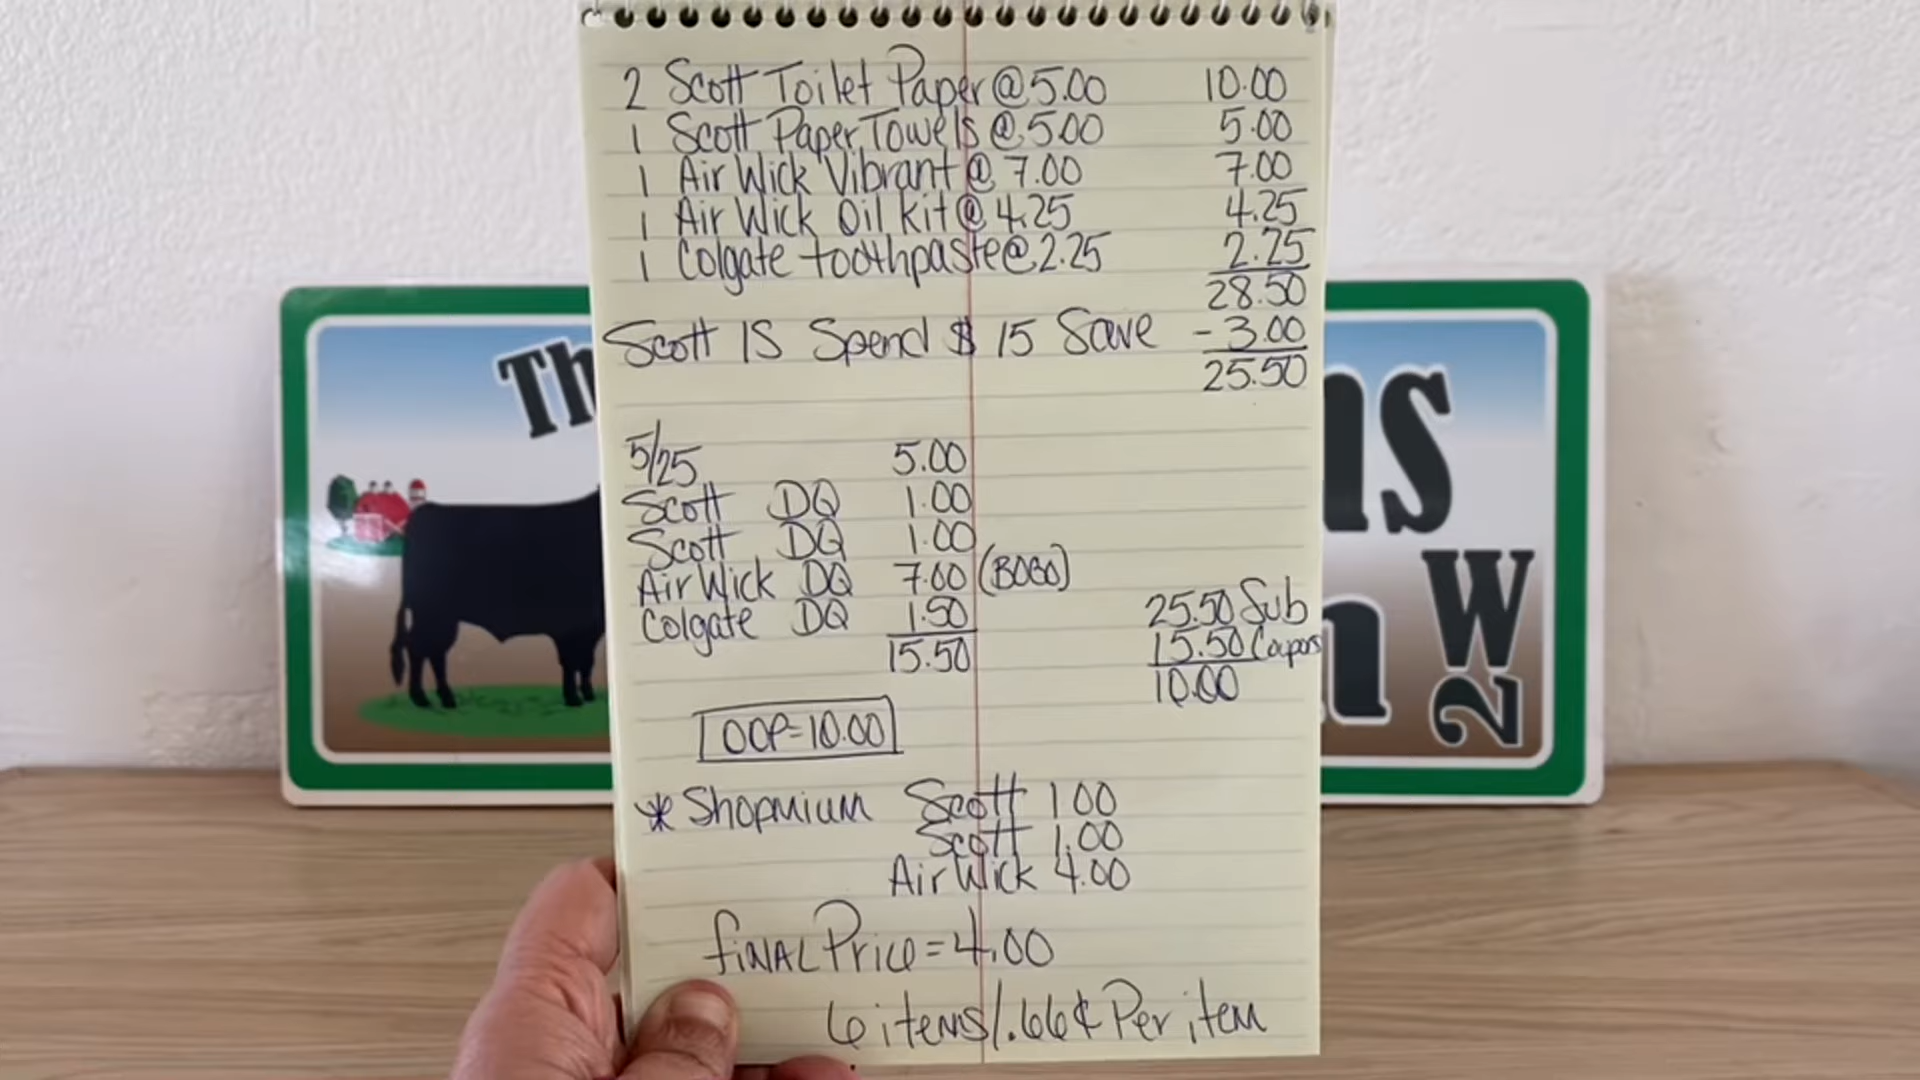 2 Scott Toilet Paper @ 5.00 10.00
1 Scott Paper Towels @ 5.00 5.00
1 Air Wick Vibrant @ 7.00 7.00
1 Air Wick Oil Kit @ 4.25 4.25
1 Colgate toothpaste @ 2.25 2.25
28.50
Scott IS Spend $ 15 Save - 3.00
25.50
5/25 5.00
Scott DQ 1.00
Scott DQ 1.00
Air Wick DQ 7.00 (BOGO)
Colgate DQ 1.50
15.50
25.50 Sub
15.50 Coupons
10.00
OOP=10.00
* Shopmium Scott 1 00
Scott 1.00
Air Wick 4.00
fiNAL Price = 4.00
6 items/.66¢ Per item
Th
ns
W
2